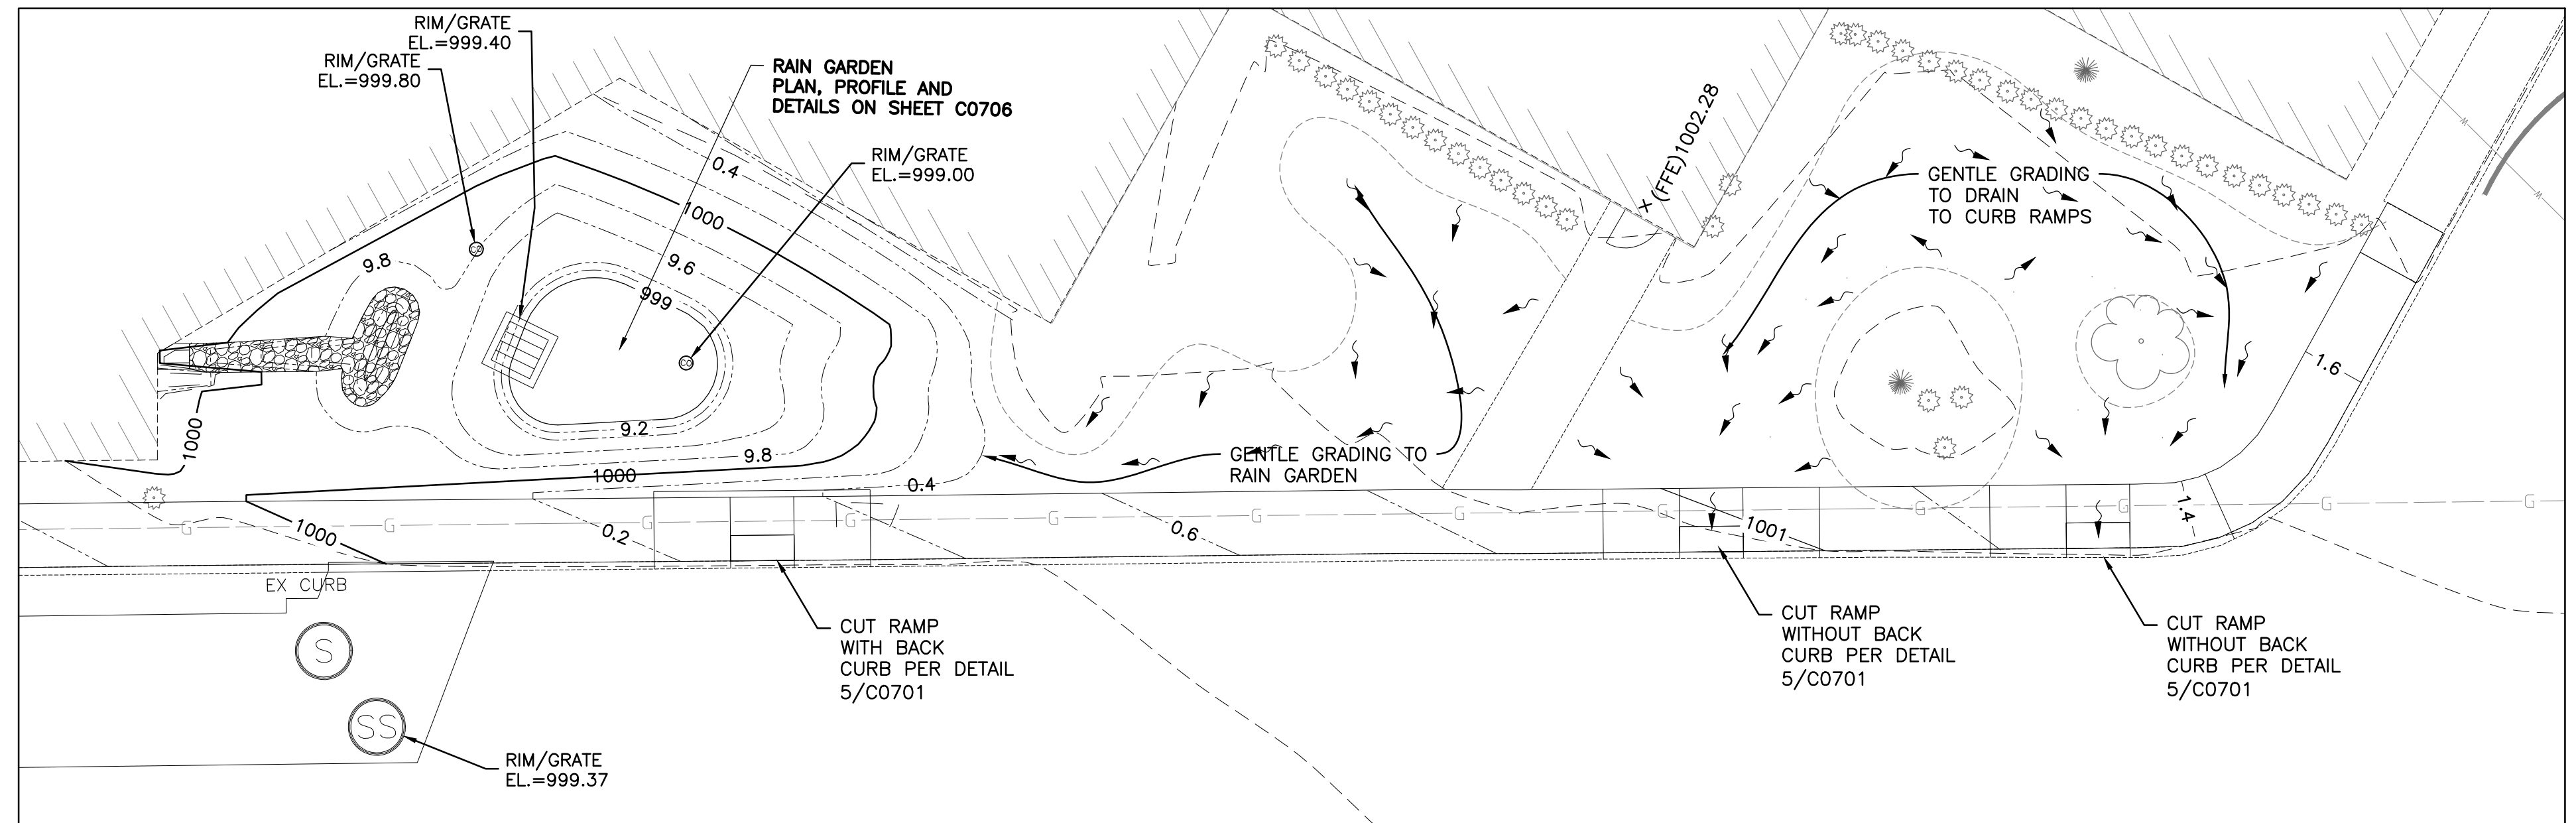 RIM/GRATE
EL.=999.40
RIM/GRATE
EL.=999.80
RAIN GARDEN
PLAN, PROFILE AND
DETAILS ON SHEET C0706
RIM/GRATE
EL.=999.00
0.4
1000
9.8
9.6
999
CO
CO
9.2
9.8
1000
1000
0.4
X (FFE)1002.28
GENTLE GRADING
TO DRAIN
TO CURB RAMPS
GENTLE GRADING TO
RAIN GARDEN
1.6
1.4
M
M
G
G
G
G
G
G
G
G
G
G
G
G
1000
0.2
0.6
1001
EX CURB
S
SS
RIM/GRATE
EL.=999.37
CUT RAMP
WITH BACK
CURB PER DETAIL
5/C0701
CUT RAMP
WITHOUT BACK
CURB PER DETAIL
5/C0701
CUT RAMP
WITHOUT BACK
CURB PER DETAIL
5/C0701